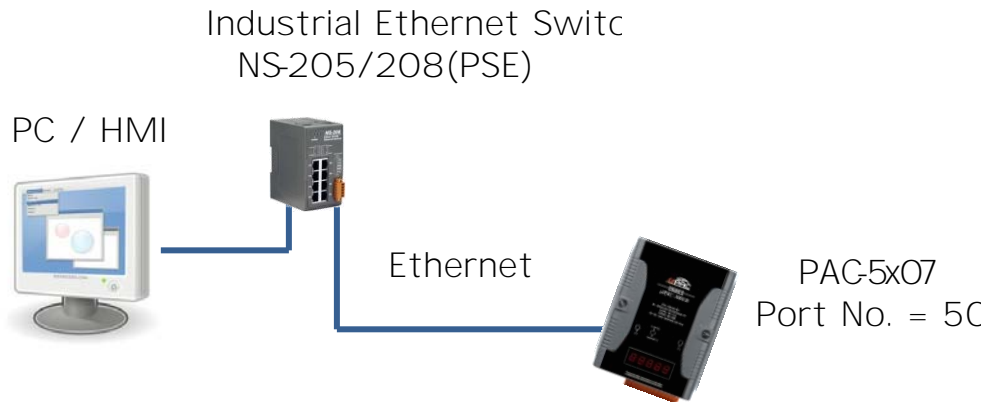 Industrial Ethernet Switc
NS-205/208(PSE)
PC / HMI
Ethernet
PAC-5x07
Port No. = 50